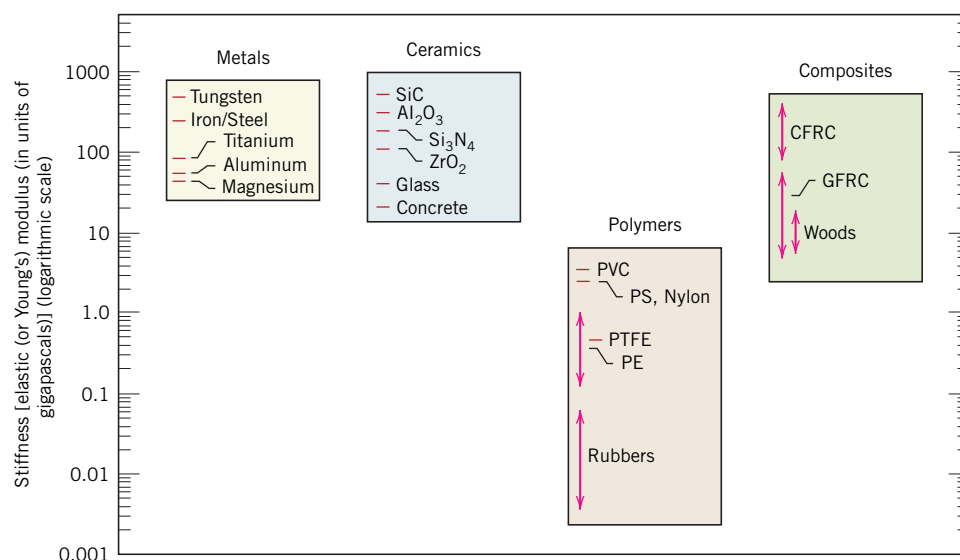 Stiffness [elastic (or Young's) modulus (in units of
gigapascals)] (logarithmic scale)
1000
100
10
1.0
0.1
0.01
0.001
Metals
Tungsten
Iron/Steel
Titanium
Aluminum
Magnesium
Ceramics
SiC
Al₂O₃
Si₃N₄
ZrO₂
Glass
Concrete
Polymers
PVC
PS, Nylon
PTFE
PE
Rubbers
Composites
CFRC
GFRC
Woods